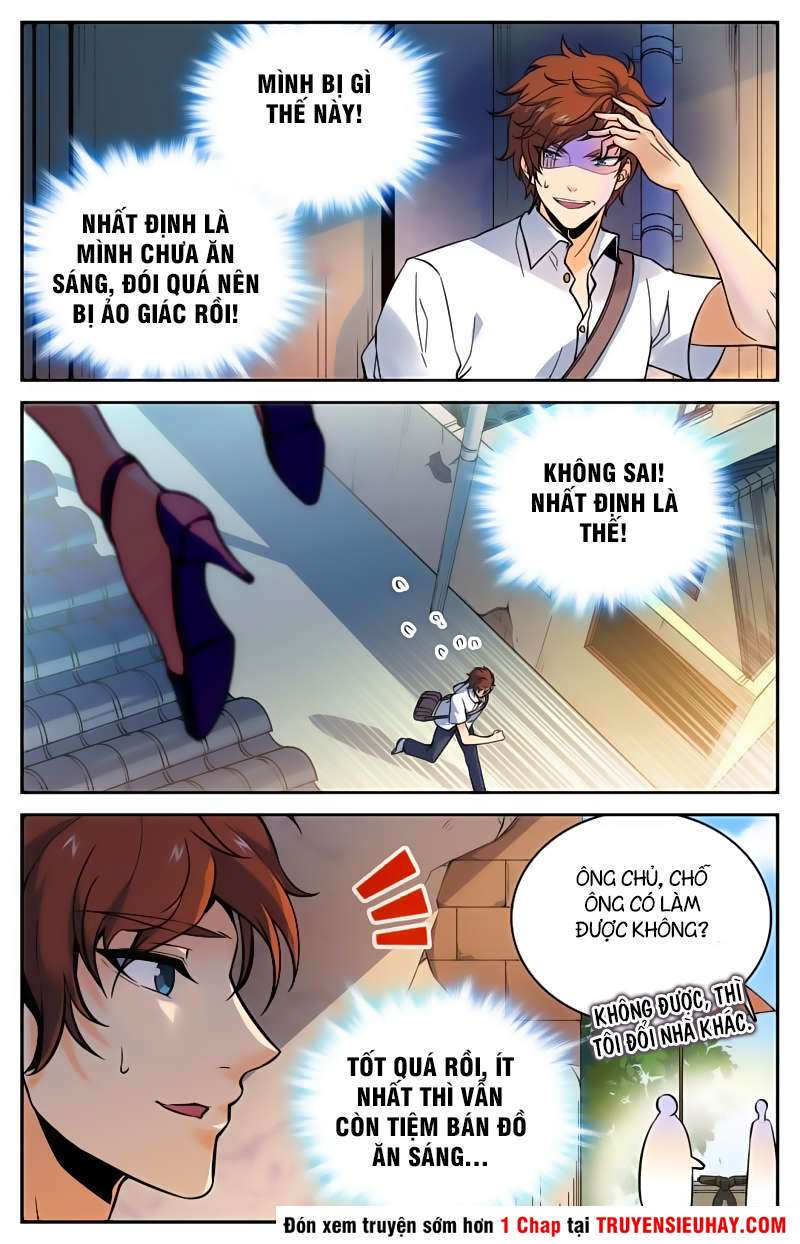 MÌNH BỊ GÌ
THẾ NÀY!
NHẤT ĐỊNH LÀ
MÌNH CHƯA ĂN
SÁNG, ĐÓI QUÁ NÊN
BỊ ẢO GIÁC RỒI!
KHÔNG SAI!
NHẤT ĐỊNH LÀ
THẾ!
ÔNG CHỦ, CHỖ
ÔNG CÓ LÀM
ĐƯỢC KHÔNG?
KHÔNG ĐƯỢC, THÌ
TÔI ĐỔI NHÀ KHÁC.
TỐT QUÁ RỒI, ÍT
NHẤT THÌ VẪN
CÒN TIỆM BÁN ĐỒ
ĂN SÁNG...
Đón xem truyện sớm hơn 1 Chap tại TRUYENSIEUHAY.COM